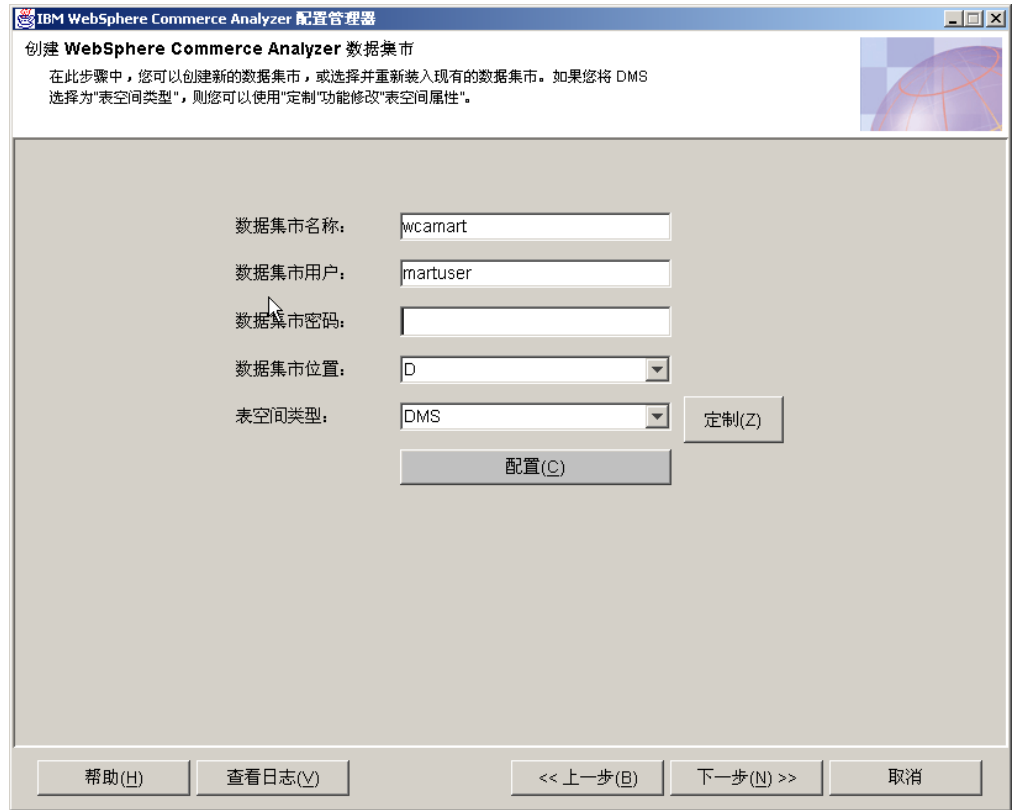 IBM WebSphere Commerce Analyzer 配置管理器
创建 WebSphere Commerce Analyzer 数据集市
在此步骤中，您可以创建新的数据集市，或选择并重新装入现有的数据集市。如果您将 DMS
选择为"表空间类型"，则您可以使用"定制"功能修改"表空间属性"。
数据集市名称： wcamart
数据集市用户： martuser
数据集市密码：
数据集市位置： D
表空间类型： DMS 定制(Z)
配置(C)
帮助(H) 查看日志(V) << 上一步(B) 下一步(N) >> 取消